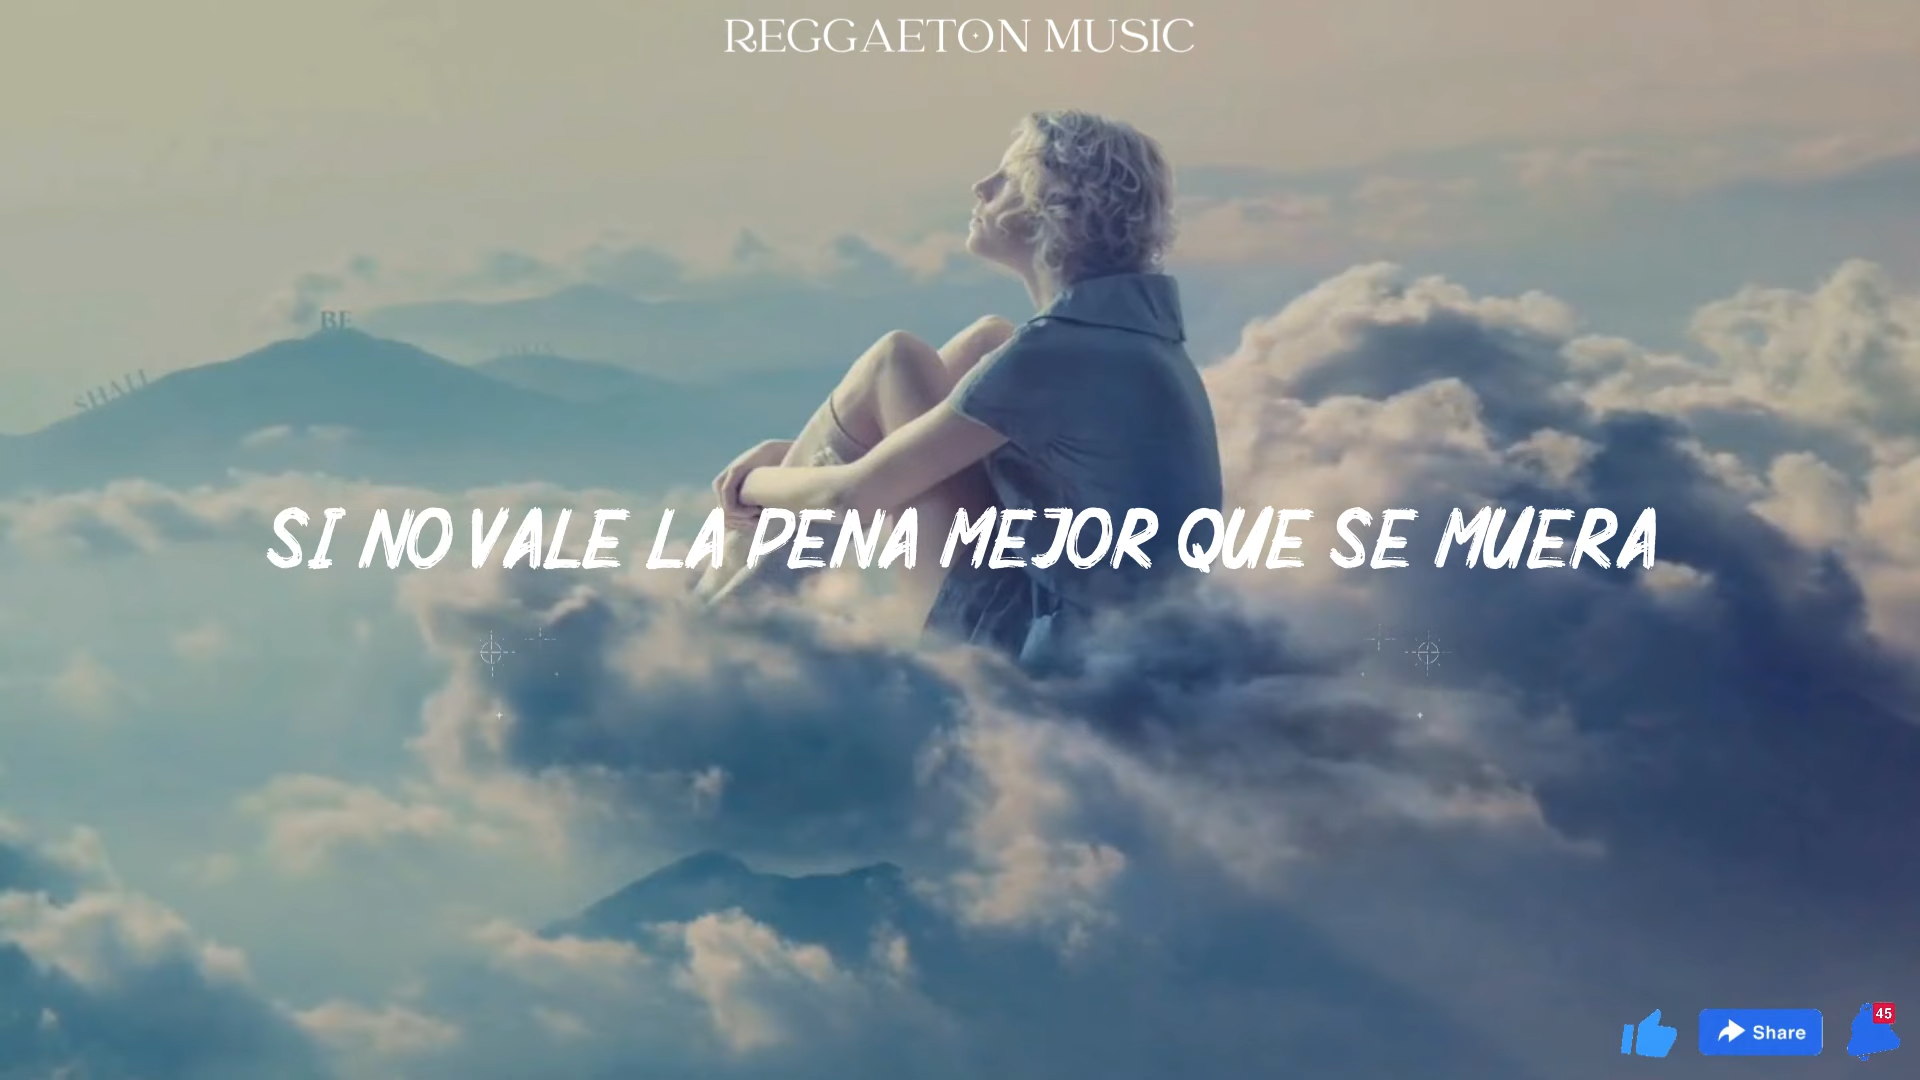 REGGAETON MUSIC
BE
SHALL
SI NO VALE LA PENA MEJOR QUE SE MUERA
45
Share